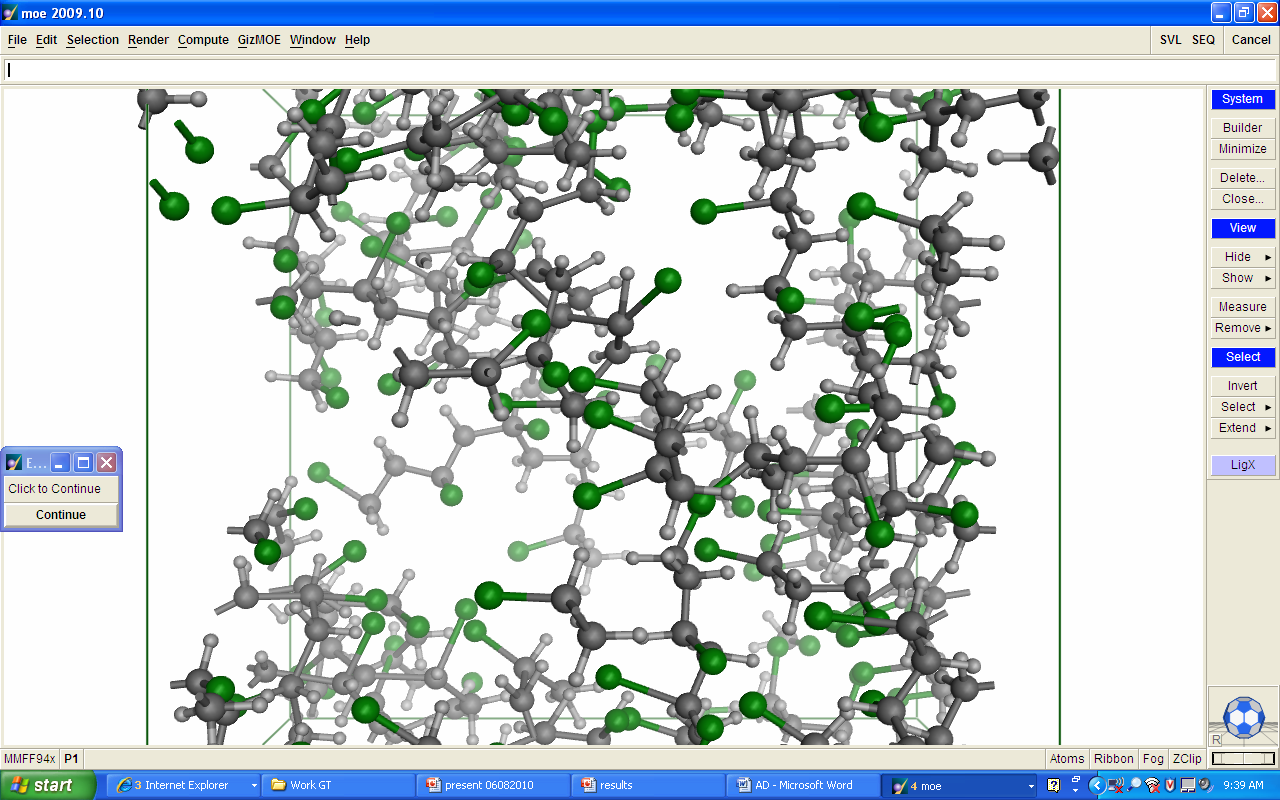 moe 2009.10
File Edit Selection Render Compute GizMOE Window Help
SVL SEQ Cancel
System
Builder
Minimize
Delete...
Close...
View
Hide
Show
Measure
Remove
Select
Invert
Select
Extend
LigX
E...
Click to Continue
Continue
R
MMFF94x P1
Atoms Ribbon Fog ZClip
start 3 Internet Explorer Work GT present 06082010 results AD - Microsoft Word 4 moe 9:39 AM